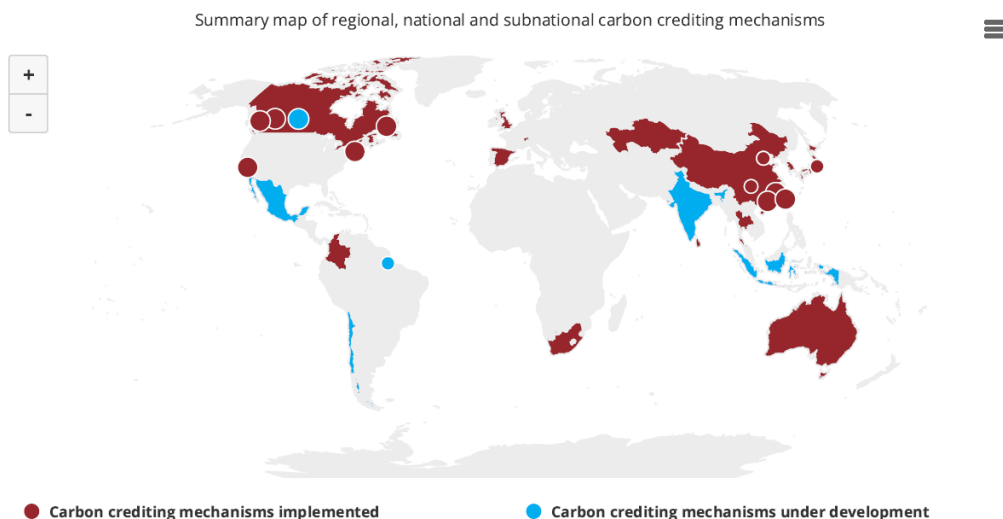 Summary map of regional, national and subnational carbon crediting mechanisms
+
-
Carbon crediting mechanisms implemented
Carbon crediting mechanisms under development